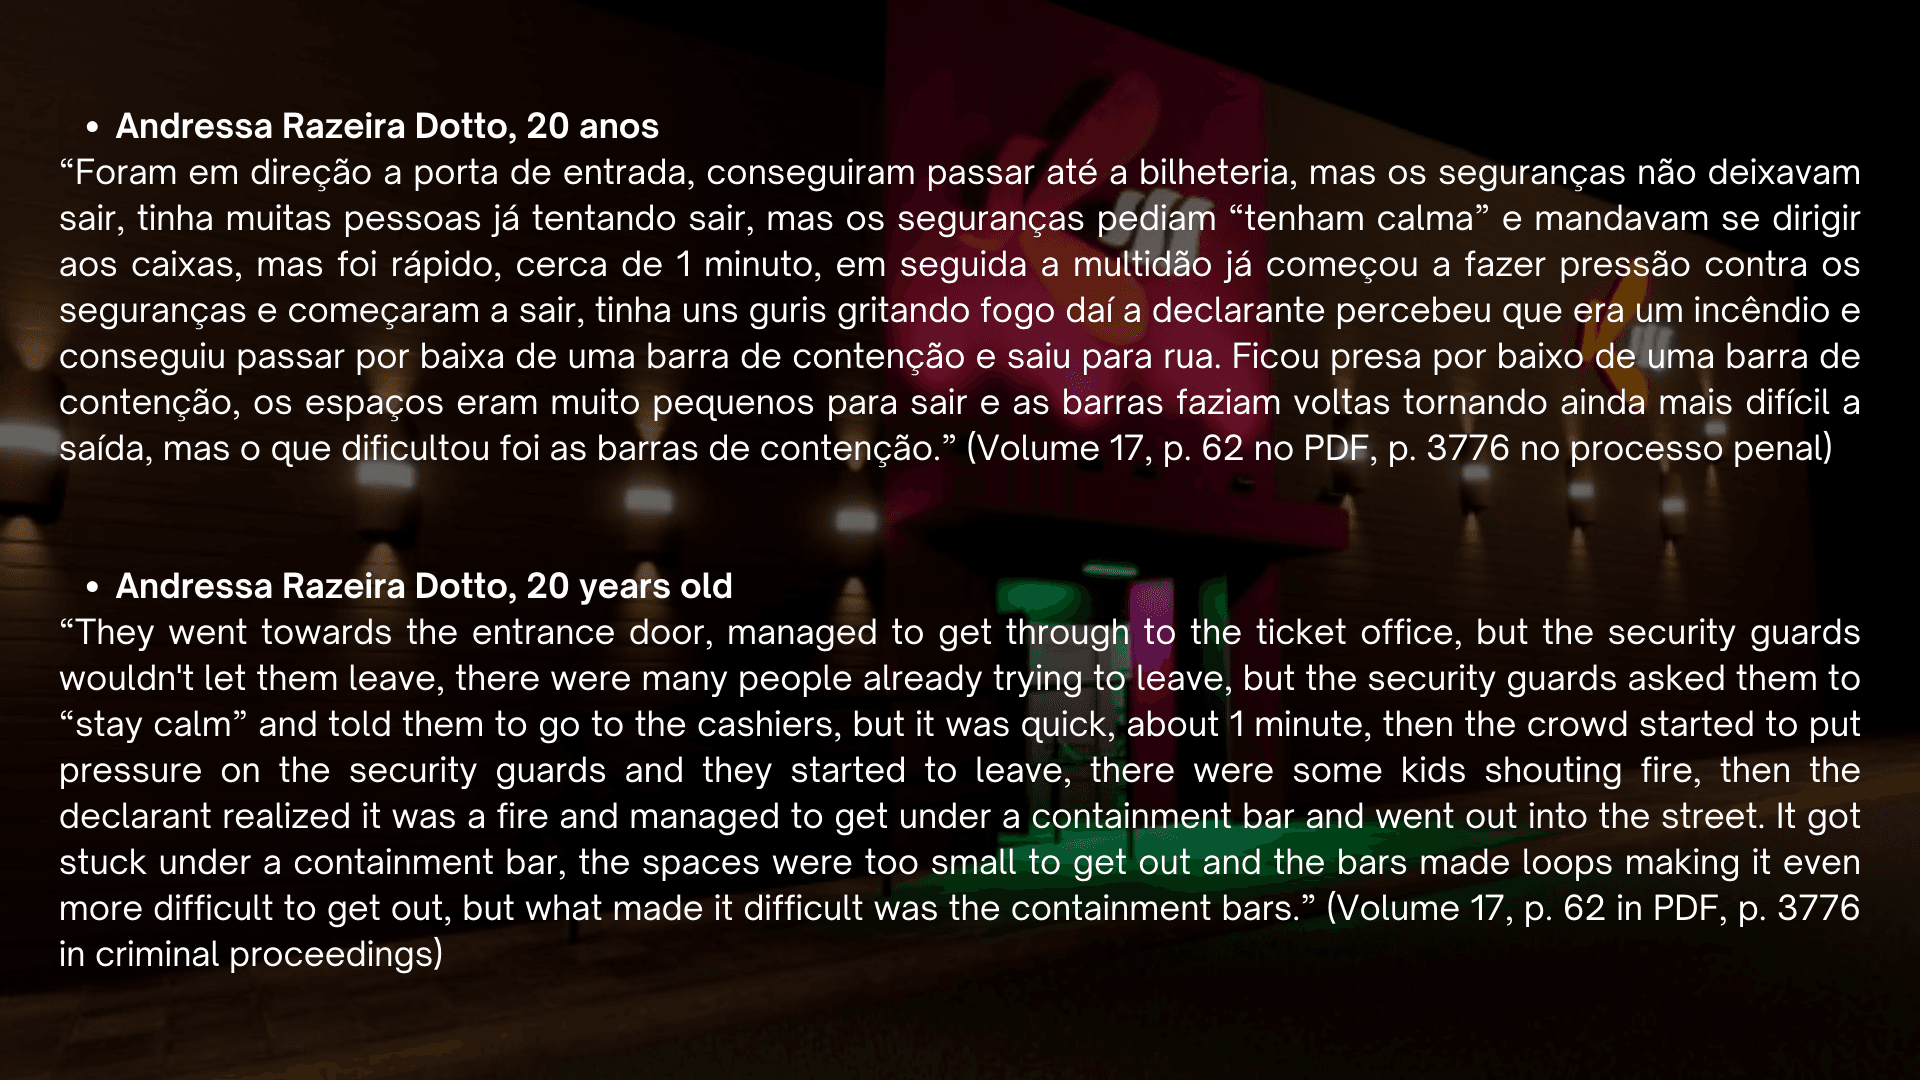 • Andressa Razeira Dotto, 20 anos
“Foram em direção a porta de entrada, conseguiram passar até a bilheteria, mas os seguranças não deixavam
sair, tinha muitas pessoas já tentando sair, mas os seguranças pediam “tenham calma” e mandavam se dirigir
aos caixas, mas foi rápido, cerca de 1 minuto, em seguida a multidão já começou a fazer pressão contra os
seguranças e começaram a sair, tinha uns guris gritando fogo daí a declarante percebeu que era um incêndio e
conseguiu passar por baixa de uma barra de contenção e saiu para rua. Ficou presa por baixo de uma barra de
contenção, os espaços eram muito pequenos para sair e as barras faziam voltas tornando ainda mais difícil a
saída, mas o que dificultou foi as barras de contenção.” (Volume 17, p. 62 no PDF, p. 3776 no processo penal)
• Andressa Razeira Dotto, 20 years old
“They went towards the entrance door, managed to get through to the ticket office, but the security guards
wouldn't let them leave, there were many people already trying to leave, but the security guards asked them to
“stay calm” and told them to go to the cashiers, but it was quick, about 1 minute, then the crowd started to put
pressure on the security guards and they started to leave, there were some kids shouting fire, then the
declarant realized it was a fire and managed to get under a containment bar and went out into the street. It got
stuck under a containment bar, the spaces were too small to get out and the bars made loops making it even
more difficult to get out, but what made it difficult was the containment bars.” (Volume 17, p. 62 in PDF, p. 3776
in criminal proceedings)